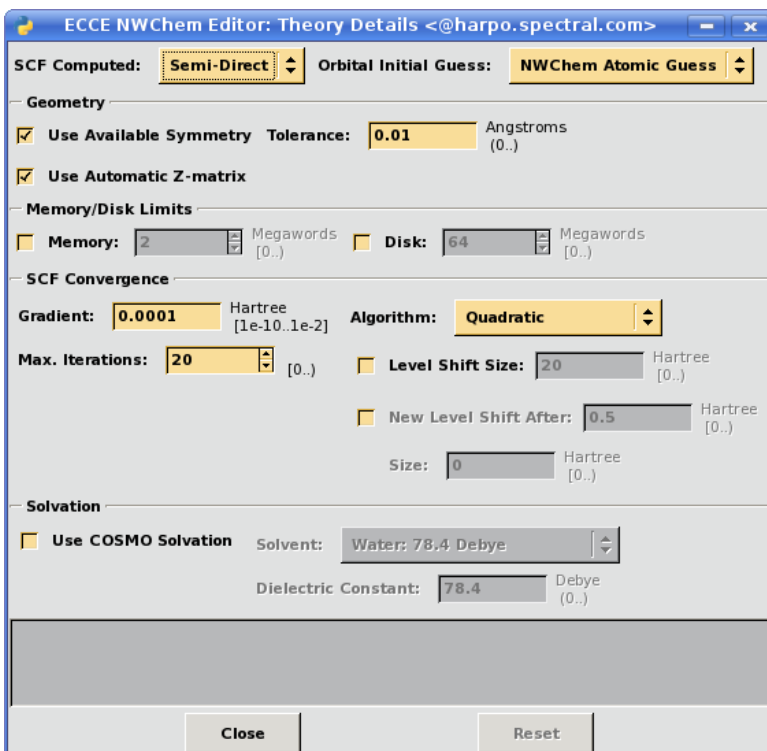 ECCE NWChem Editor: Theory Details <@harpo.spectral.com>
SCF Computed: Semi-Direct Orbital Initial Guess: NWChem Atomic Guess
Geometry
Use Available Symmetry Tolerance: 0.01 Angstroms
(0..)
Use Automatic Z-matrix
Memory/Disk Limits
Memory: 2 Megawords Disk: 64 Megawords
[0..) [0..)
SCF Convergence
Gradient: 0.0001 Hartree Algorithm: Quadratic
[1e-10..1e-2]
Max. Iterations: 20 [0..) Level Shift Size: 20 Hartree
[0..)
New Level Shift After: 0.5 Hartree
[0..)
Size: 0 Hartree
[0..)
Solvation
Use COSMO Solvation Solvent: Water: 78.4 Debye
Dielectric Constant: 78.4 Debye
(0..)
Close Reset